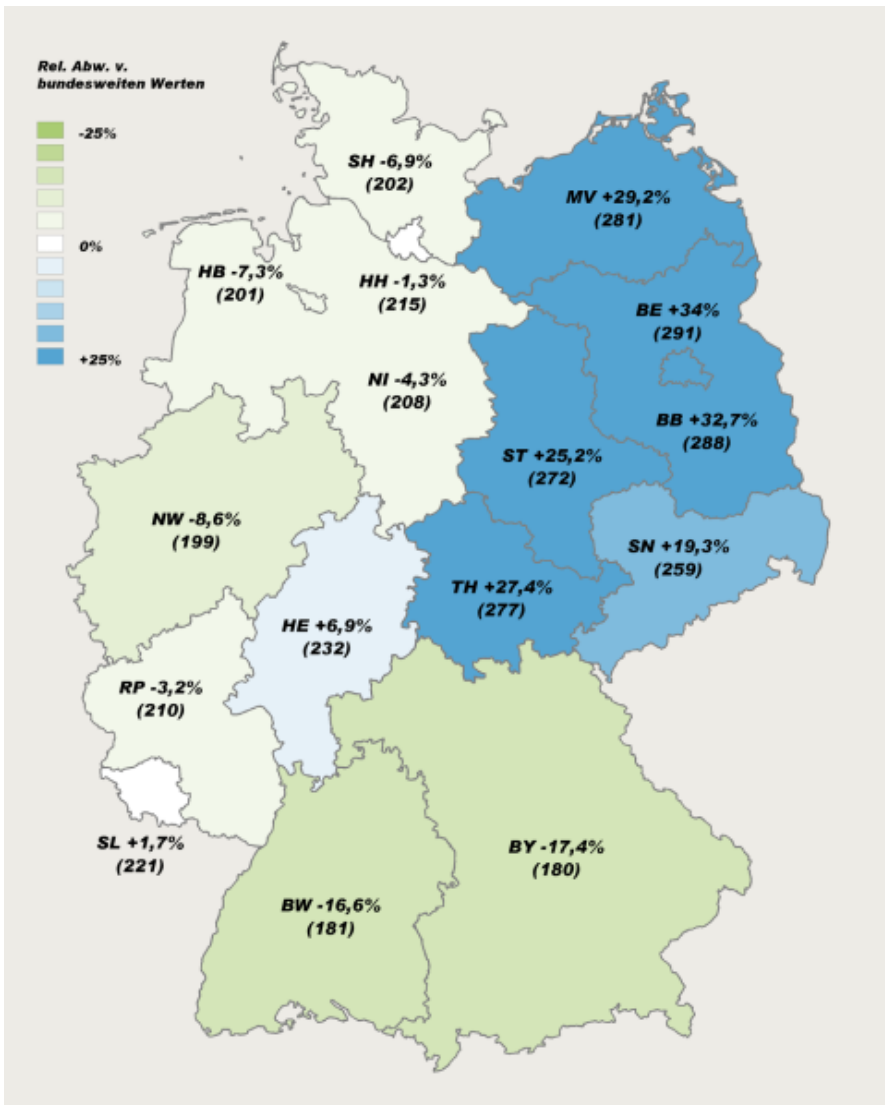 Rel. Abw. v.
bundesweiten Werten
-25%
0%
+25%
SH -6,9%
(202)
MV +29,2%
(281)
HB -7,3%
(201)
HH -1,3%
(215)
BE +34%
(291)
NI -4,3%
(208)
BB +32,7%
(288)
ST +25,2%
(272)
NW -8,6%
(199)
SN +19,3%
(259)
TH +27,4%
(277)
HE +6,9%
(232)
RP -3,2%
(210)
SL +1,7%
(221)
BY -17,4%
(180)
BW -16,6%
(181)